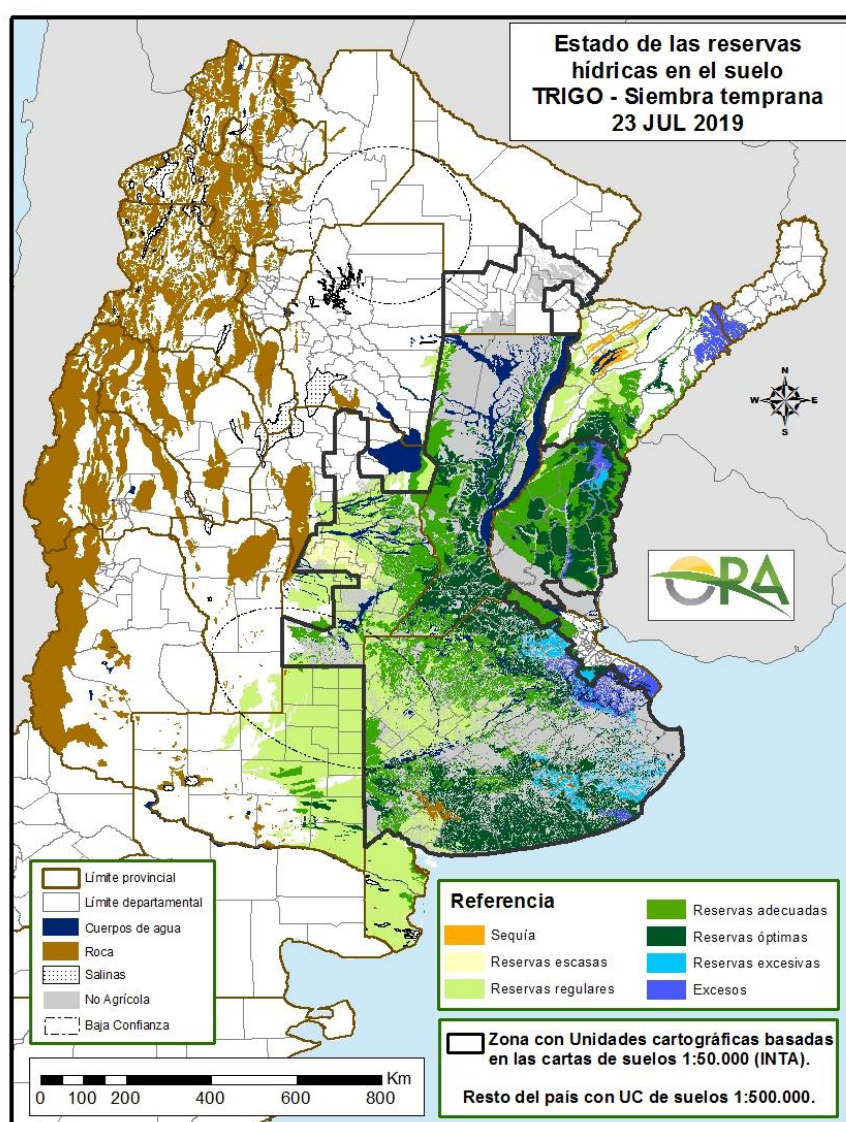 Estado de las reservas
hídricas en el suelo
TRIGO - Siembra temprana
23 JUL 2019
N
W
E
S
ORA
Límite provincial
Límite departamental
Cuerpos de agua
Roca
Salinas
No Agrícola
Baja Confianza
Referencia
Sequía
Reservas escasas
Reservas regulares
Reservas adecuadas
Reservas óptimas
Reservas excesivas
Excesos
Km
0 100 200 400 600 800
Zona con Unidades cartográficas basadas
en las cartas de suelos 1:50.000 (INTA).
Resto del país con UC de suelos 1:500.000.